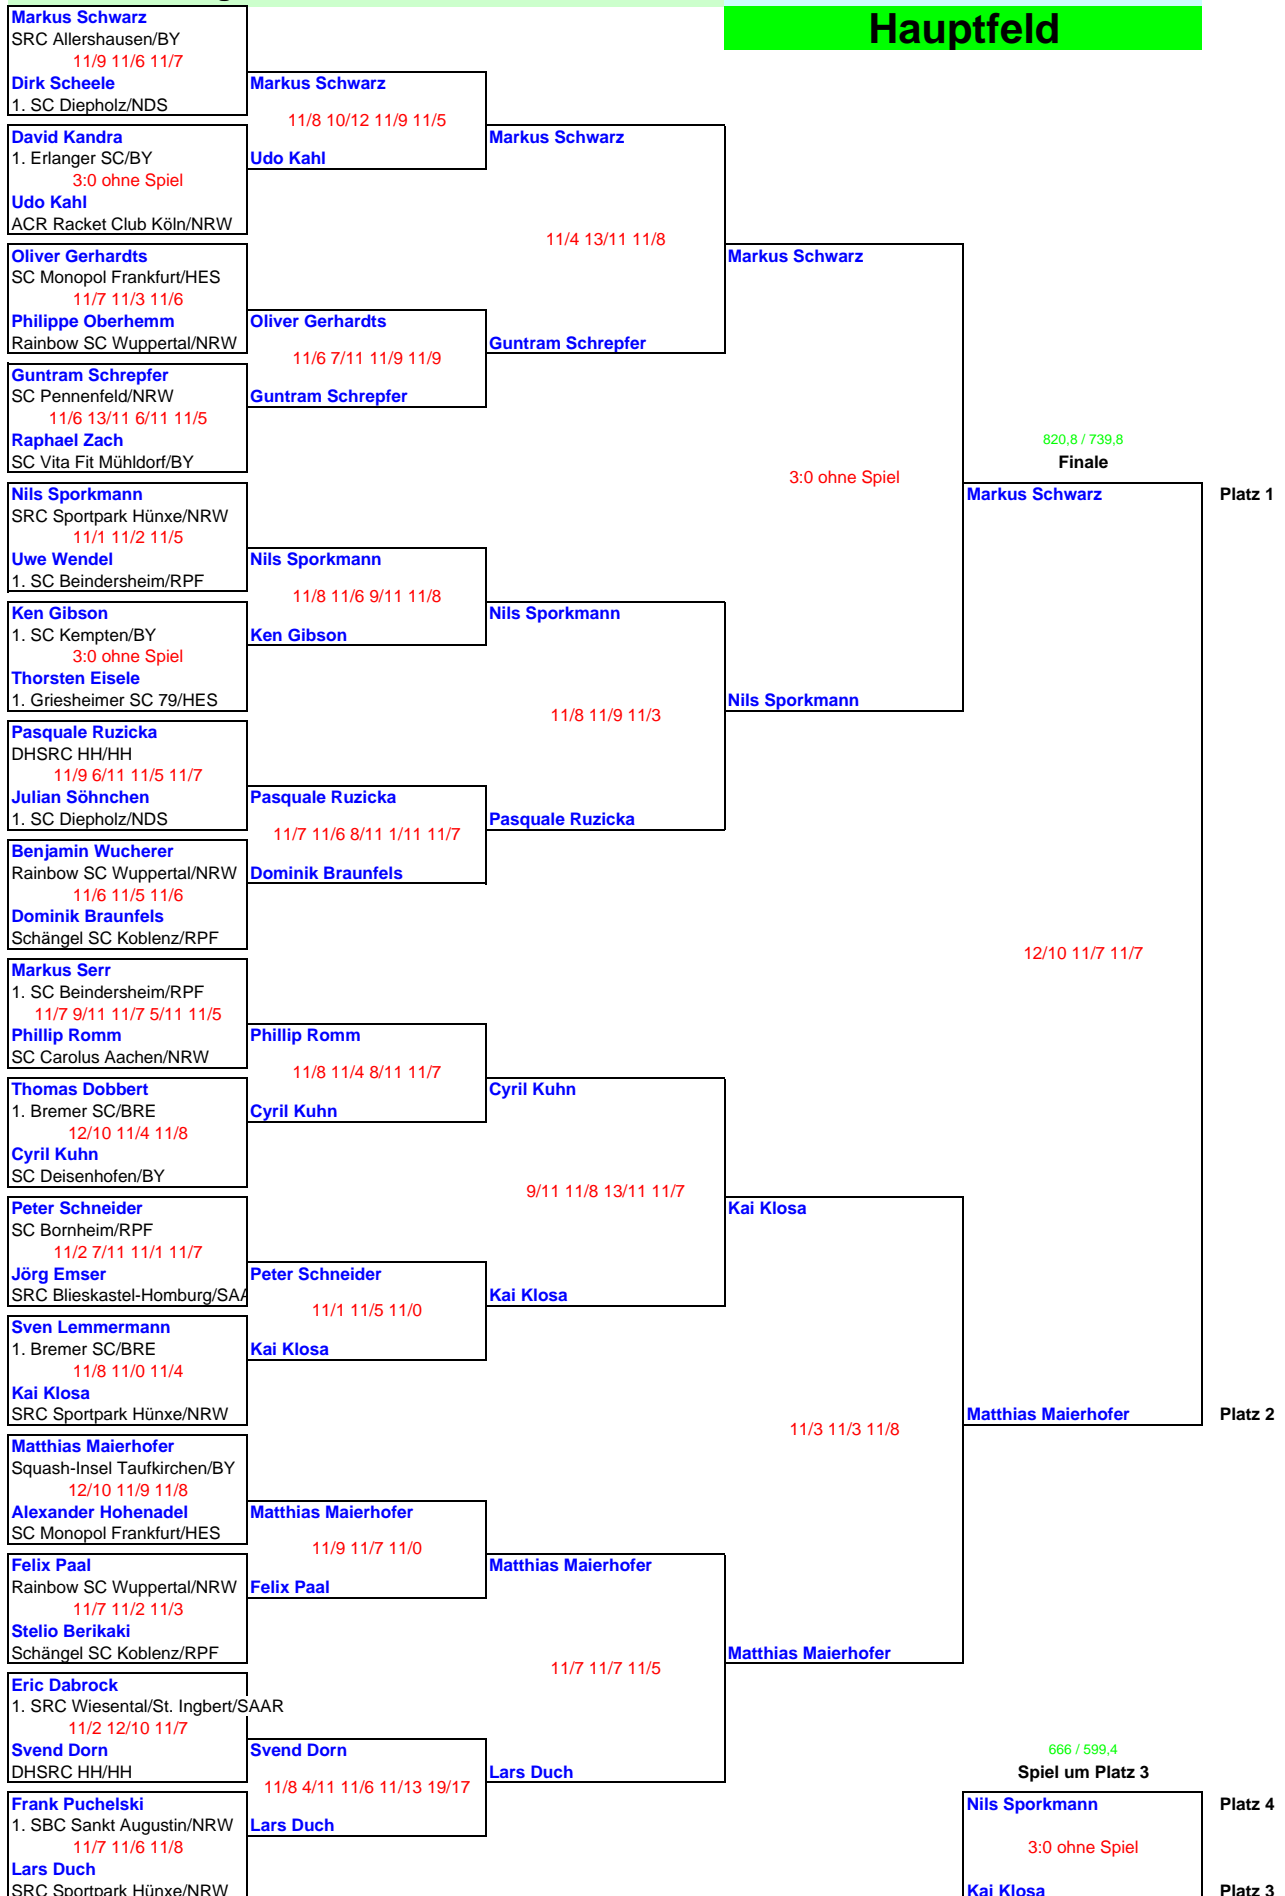 Hauptfeld
Markus Schwarz
SRC Allershausen/BY
11/9 11/6 11/7
Dirk Scheele
1. SC Diepholz/NDS
David Kandra
1. Erlanger SC/BY
3:0 ohne Spiel
Udo Kahl
ACR Racket Club Köln/NRW
Oliver Gerhardts
SC Monopol Frankfurt/HES
11/7 11/3 11/6
Philippe Oberhemm
Rainbow SC Wuppertal/NRW
Guntram Schrepfer
SC Pennenfeld/NRW
11/6 13/11 6/11 11/5
Raphael Zach
SC Vita Fit Mühldorf/BY
Nils Sporkmann
SRC Sportpark Hünxe/NRW
11/1 11/2 11/5
Uwe Wendel
1. SC Beindersheim/RPF
Ken Gibson
1. SC Kempten/BY
3:0 ohne Spiel
Thorsten Eisele
1. Griesheimer SC 79/HES
Pasquale Ruzicka
DHSRC HH/HH
11/9 6/11 11/5 11/7
Julian Söhnchen
1. SC Diepholz/NDS
Benjamin Wucherer
Rainbow SC Wuppertal/NRW
11/6 11/5 11/6
Dominik Braunfels
Schängel SC Koblenz/RPF
Markus Serr
1. SC Beindersheim/RPF
11/7 9/11 11/7 5/11 11/5
Phillip Romm
SC Carolus Aachen/NRW
Thomas Dobbert
1. Bremer SC/BRE
12/10 11/4 11/8
Cyril Kuhn
SC Deisenhofen/BY
Peter Schneider
SC Bornheim/RPF
11/2 7/11 11/1 11/7
Jörg Emser
SRC Blieskastel-Homburg/SAA
Sven Lemmermann
1. Bremer SC/BRE
11/8 11/0 11/4
Kai Klosa
SRC Sportpark Hünxe/NRW
Matthias Maierhofer
Squash-Insel Taufkirchen/BY
12/10 11/9 11/8
Alexander Hohenadel
SC Monopol Frankfurt/HES
Felix Paal
Rainbow SC Wuppertal/NRW
11/7 11/2 11/3
Stelio Berikaki
Schängel SC Koblenz/RPF
Eric Dabrock
1. SRC Wiesental/St. Ingbert/SAAR
11/2 12/10 11/7
Svend Dorn
DHSRC HH/HH
Frank Puchelski
1. SBC Sankt Augustin/NRW
11/7 11/6 11/8
Lars Duch
SRC Sportpark Hünxe/NRW
Markus Schwarz
11/8 10/12 11/9 11/5
Udo Kahl
Oliver Gerhardts
11/6 7/11 11/9 11/9
Guntram Schrepfer
Nils Sporkmann
11/8 11/6 9/11 11/8
Ken Gibson
Pasquale Ruzicka
11/7 11/6 8/11 1/11 11/7
Dominik Braunfels
Phillip Romm
11/8 11/4 8/11 11/7
Cyril Kuhn
Peter Schneider
11/1 11/5 11/0
Kai Klosa
Matthias Maierhofer
11/9 11/7 11/0
Felix Paal
Svend Dorn
11/8 4/11 11/6 11/13 19/17
Lars Duch
Markus Schwarz
11/4 13/11 11/8
Guntram Schrepfer
Nils Sporkmann
11/8 11/9 11/3
Pasquale Ruzicka
Cyril Kuhn
9/11 11/8 13/11 11/7
Kai Klosa
Matthias Maierhofer
11/7 11/7 11/5
Lars Duch
Markus Schwarz
3:0 ohne Spiel
Nils Sporkmann
Kai Klosa
11/3 11/3 11/8
Matthias Maierhofer
820,8 / 739,8
Finale
Markus Schwarz Platz 1
12/10 11/7 11/7
Matthias Maierhofer Platz 2
666 / 599,4
Spiel um Platz 3
Nils Sporkmann Platz 4
3:0 ohne Spiel
Kai Klosa Platz 3